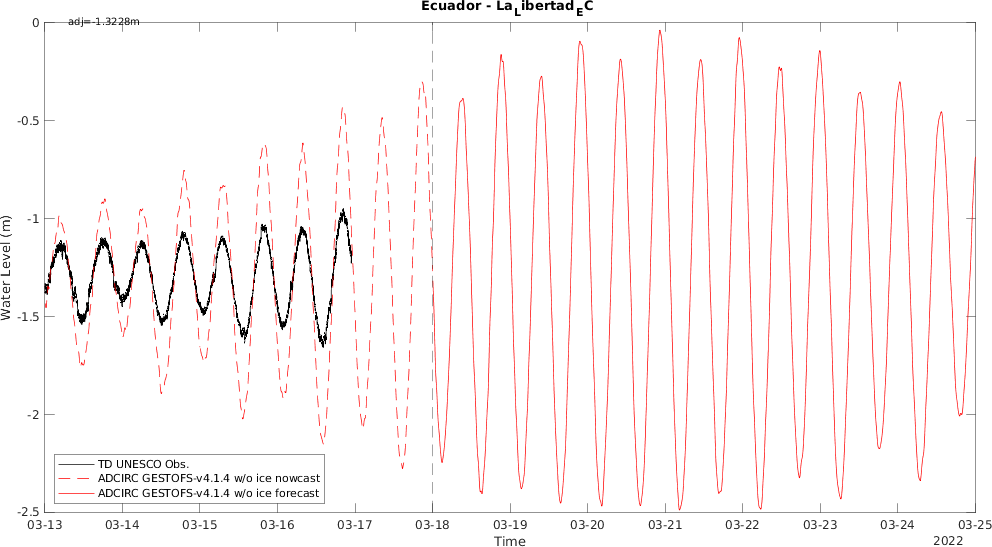 Ecuador - LaLibertadEC
adj=-1.3228m
0
-0.5
-1
-1.5
-2
-2.5
Water Level (m)
TD UNESCO Obs.
ADCIRC GESTOFS-v4.1.4 w/o ice nowcast
ADCIRC GESTOFS-v4.1.4 w/o ice forecast
03-13 03-14 03-15 03-16 03-17 03-18 03-19 03-20 03-21 03-22 03-23 03-24 03-25
Time
2022